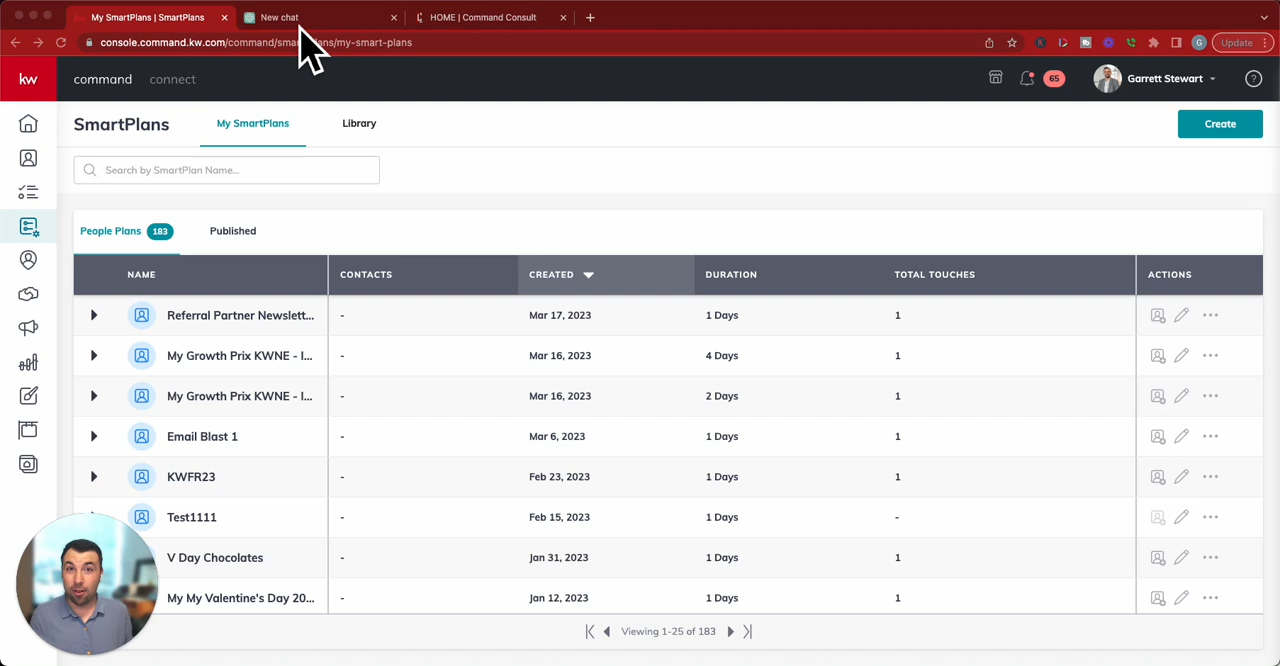 My SmartPlans | SmartPlans
New chat
HOME | Command Consult
console.command.kw.com/command/smar plans/my-smart-plans
G
Update
kw
command
connect
65
Garrett Stewart
SmartPlans
My SmartPlans
Library
Create
Search by SmartPlan Name...
People Plans 183
Published
NAME
CONTACTS
CREATED
DURATION
TOTAL TOUCHES
ACTIONS
Referral Partner Newslett... - Mar 17, 2023 1 Days 1
My Growth Prix KWNE - I... - Mar 16, 2023 4 Days 1
My Growth Prix KWNE - I... - Mar 16, 2023 2 Days 1
Email Blast 1 - Mar 6, 2023 1 Days 1
KWFR23 - Feb 23, 2023 1 Days 1
Test1111 - Feb 15, 2023 1 Days -
V Day Chocolates - Jan 31, 2023 1 Days 1
My My Valentine's Day 20... - Jan 12, 2023 1 Days 1
Viewing 1-25 of 183